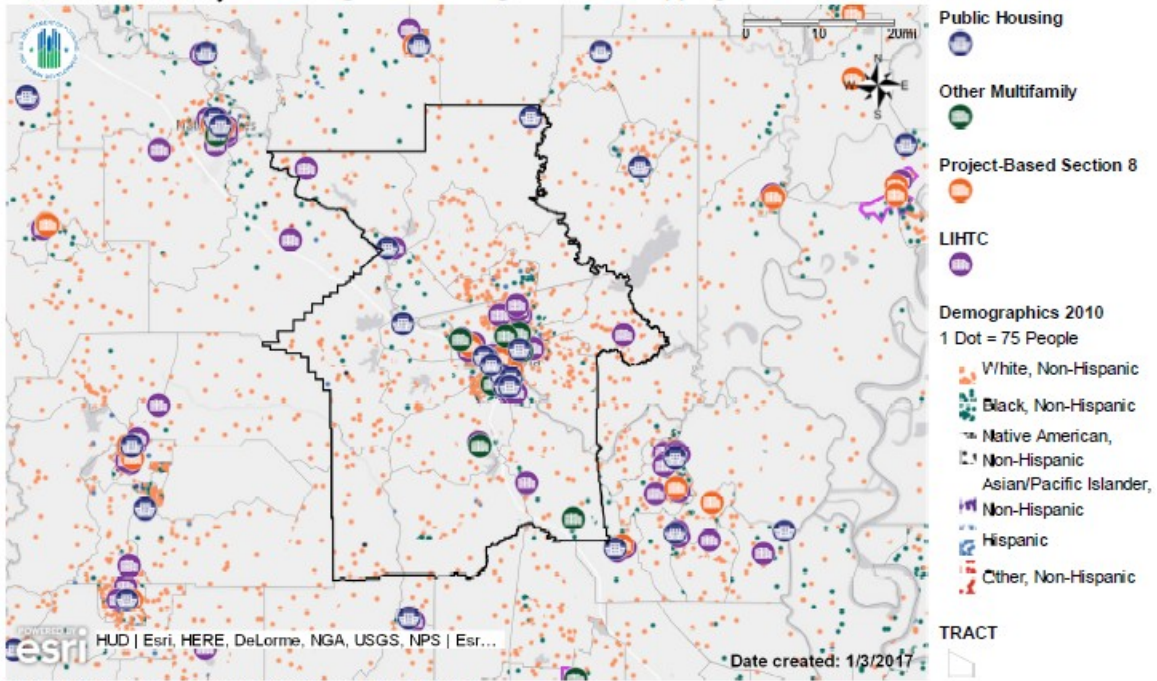 Public Housing
Other Multifamily
Project-Based Section 8
LIHTC
Demographics 2010
1 Dot = 75 People
White, Non-Hispanic
Black, Non-Hispanic
Native American,
Non-Hispanic
Asian/Pacific Islander,
Non-Hispanic
Hispanic
Other, Non-Hispanic
TRACT
0 10 20mi
N
W E
S
POWERED BY
esri
HUD | Esri, HERE, DeLorme, NGA, USGS, NPS | Esr...
Date created: 1/3/2017